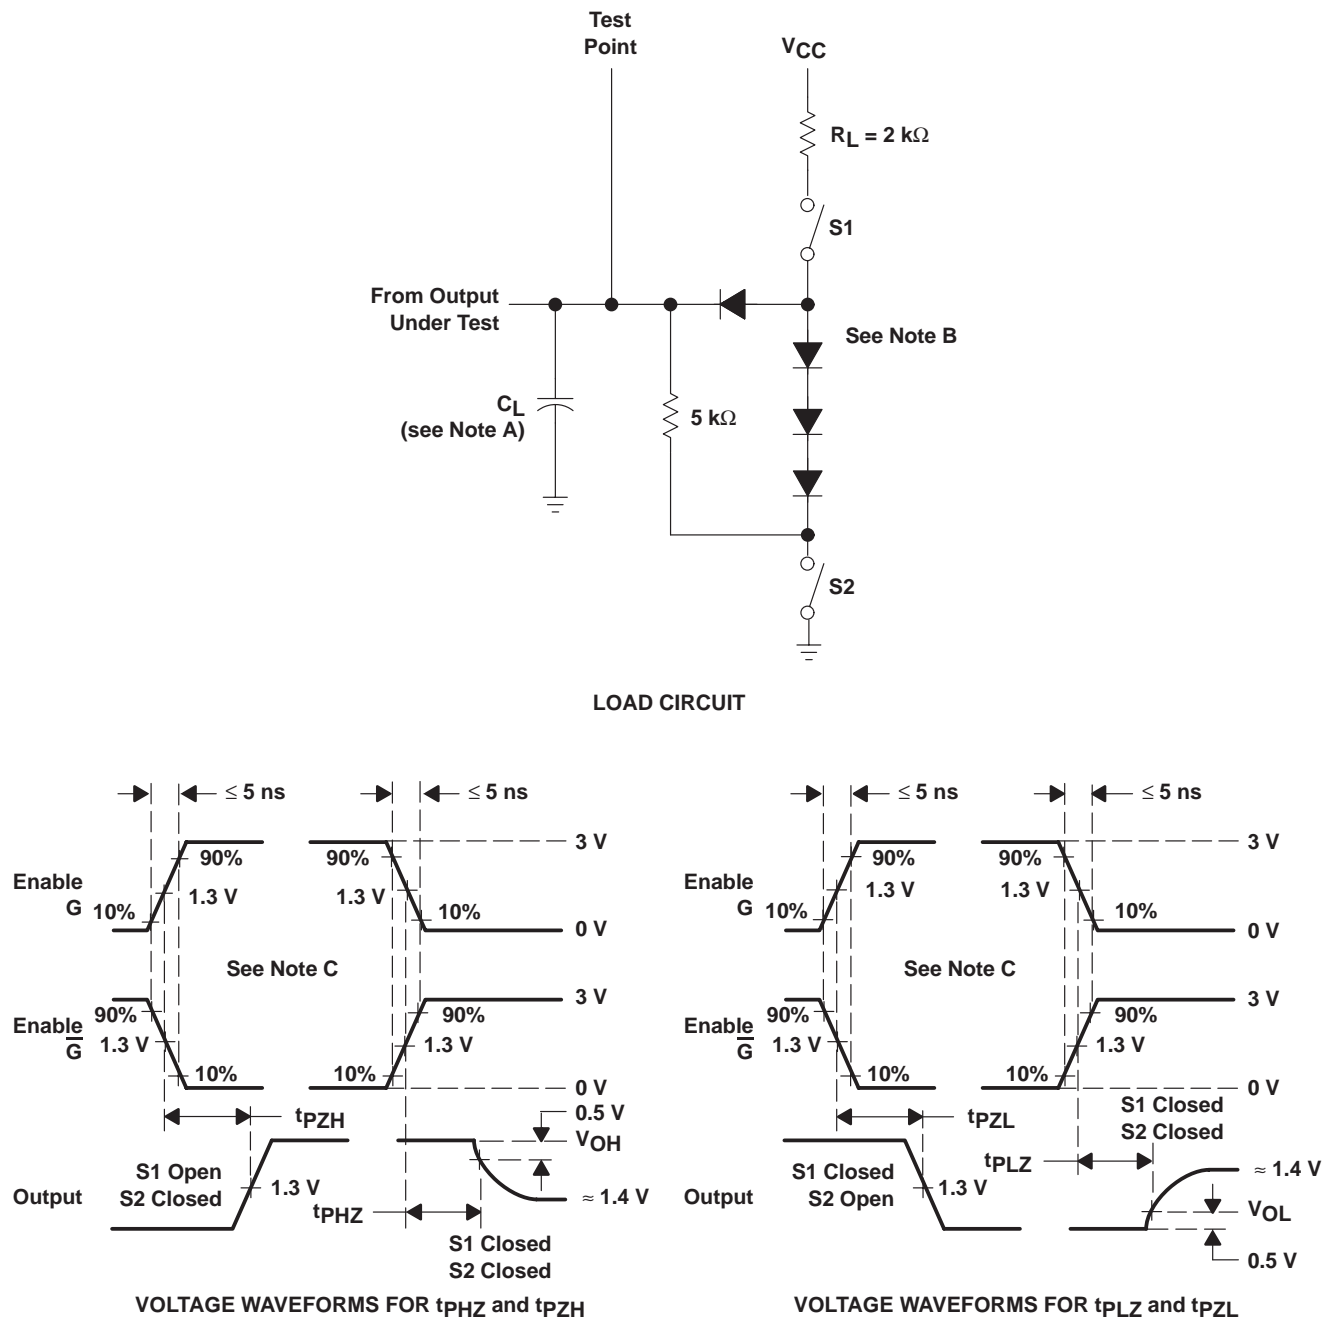 Test
Point
VCC
RL = 2 kΩ
S1
From Output
Under Test
See Note B
CL
(see Note A)
5 kΩ
S2
LOAD CIRCUIT
≤ 5 ns
≤ 5 ns
3 V
90%
90%
Enable
G
1.3 V
1.3 V
10%
10%
0 V
See Note C
3 V
90%
90%
Enable
G̅
1.3 V
1.3 V
10%
10%
0 V
tPZH
0.5 V
VOH
S1 Open
S2 Closed
Output
1.3 V
≈ 1.4 V
tPHZ
S1 Closed
S2 Closed
VOLTAGE WAVEFORMS FOR tPHZ and tPZH
≤ 5 ns
≤ 5 ns
3 V
90%
90%
Enable
G
1.3 V
1.3 V
10%
10%
0 V
See Note C
3 V
90%
90%
Enable
G̅
1.3 V
1.3 V
10%
10%
0 V
tPZL
S1 Closed
S2 Closed
tPLZ
S1 Closed
S2 Open
Output
1.3 V
≈ 1.4 V
VOL
0.5 V
VOLTAGE WAVEFORMS FOR tPLZ and tPZL